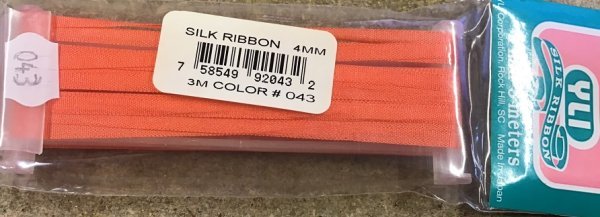 043
SILK RIBBON 4MM
7 58549 92043 2
3M COLOR # 043
YLI
SILK RIBBON
meters
YLI Corporation, Rock Hill, SC Made in Japan